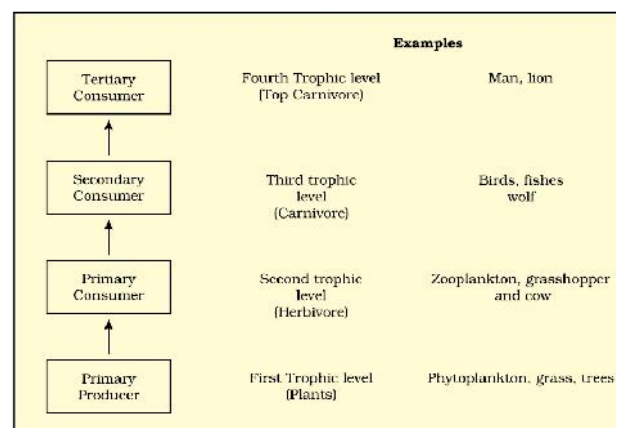 Examples
Tertiary
Consumer
Fourth Trophic level
(Top Carnivore)
Man, lion
Secondary
Consumer
Third trophic
level
(Carnivore)
Birds, fishes
wolf
Primary
Consumer
Second trophic
level
(Herbivore)
Zooplankton, grasshopper
and cow
Primary
Producer
First Trophic level
(Plants)
Phytoplankton, grass, trees